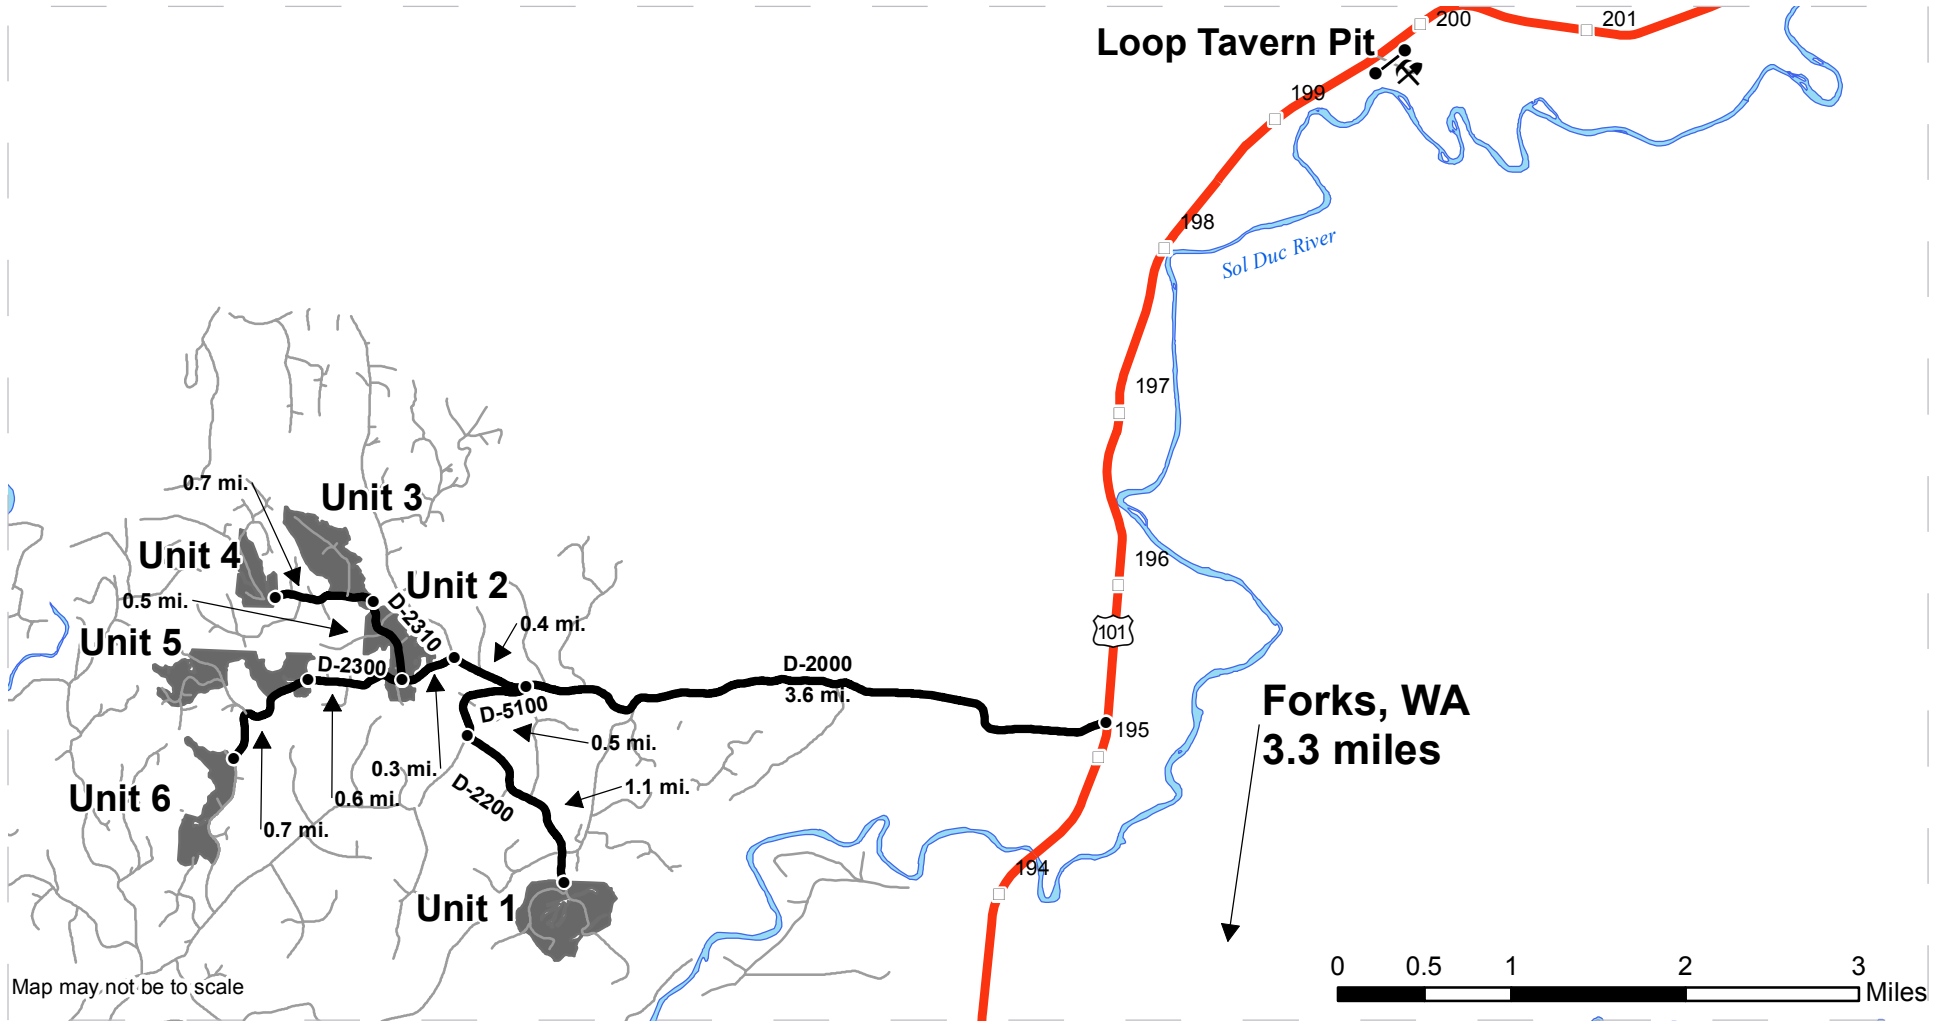 200
201
Loop Tavern Pit
199
198
Sol Duc River
197
0.7 mi.
Unit 3
Unit 4
196
Unit 2
0.5 mi.
D-2310
0.4 mi.
101
Unit 5
D-2300
D-2000
3.6 mi.
D-5100
195
Forks, WA
3.3 miles
0.5 mi.
0.3 mi.
1.1 mi.
D-2200
Unit 6
0.6 mi.
0.7 mi.
194
Unit 1
0 0.5 1 2 3
Miles
Map may not be to scale